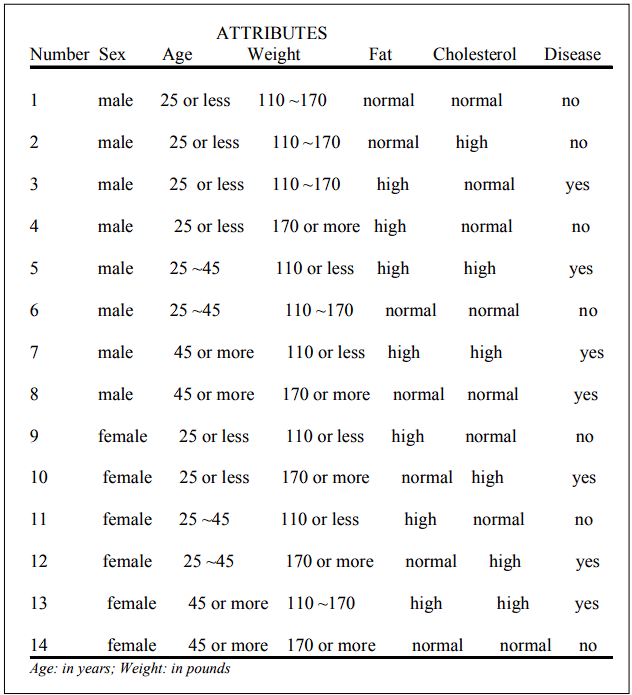 ATTRIBUTES
Number Sex Age Weight Fat Cholesterol Disease
1 male 25 or less 110 ~170 normal normal no
2 male 25 or less 110 ~170 normal high no
3 male 25 or less 110 ~170 high normal yes
4 male 25 or less 170 or more high normal no
5 male 25 ~45 110 or less high high yes
6 male 25 ~45 110 ~170 normal normal no
7 male 45 or more 110 or less high high yes
8 male 45 or more 170 or more normal normal yes
9 female 25 or less 110 or less high normal no
10 female 25 or less 170 or more normal high yes
11 female 25 ~45 110 or less high normal no
12 female 25 ~45 170 or more normal high yes
13 female 45 or more 110 ~170 high high yes
14 female 45 or more 170 or more normal normal no
Age: in years; Weight: in pounds